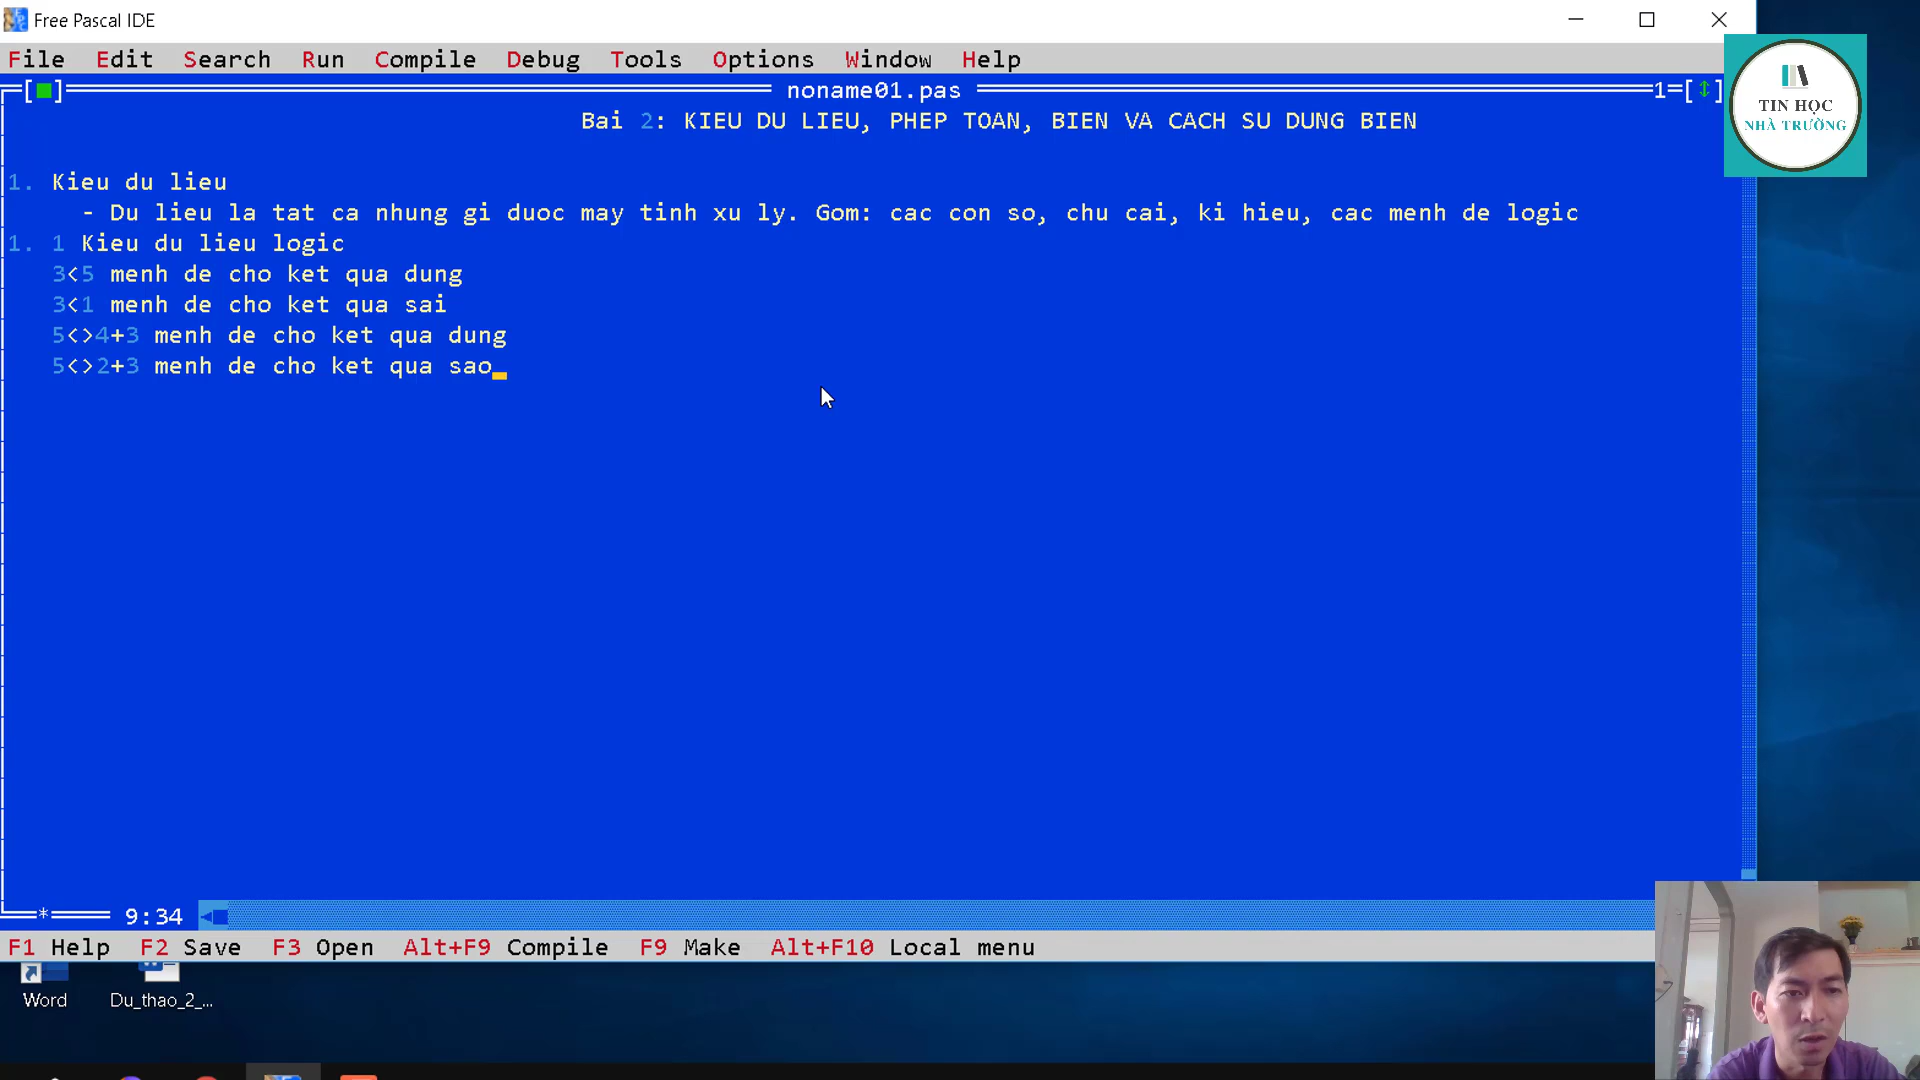 Free Pascal IDE
File Edit Search Run Compile Debug Tools Options Window Help
noname01.pas
1=[↕]
TIN HỌC
NHÀ TRƯỜNG
Bai 2: KIEU DU LIEU, PHEP TOAN, BIEN VA CACH SU DUNG BIEN
1. Kieu du lieu
- Du lieu la tat ca nhung gi duoc may tinh xu ly. Gom: cac con so, chu cai, ki hieu, cac menh de logic
1. 1 Kieu du lieu logic
3<5 menh de cho ket qua dung
3<1 menh de cho ket qua sai
5<>4+3 menh de cho ket qua dung
5<>2+3 menh de cho ket qua sao
* 9:34
F1 Help F2 Save F3 Open Alt+F9 Compile F9 Make Alt+F10 Local menu
Word Du_thao_2_...